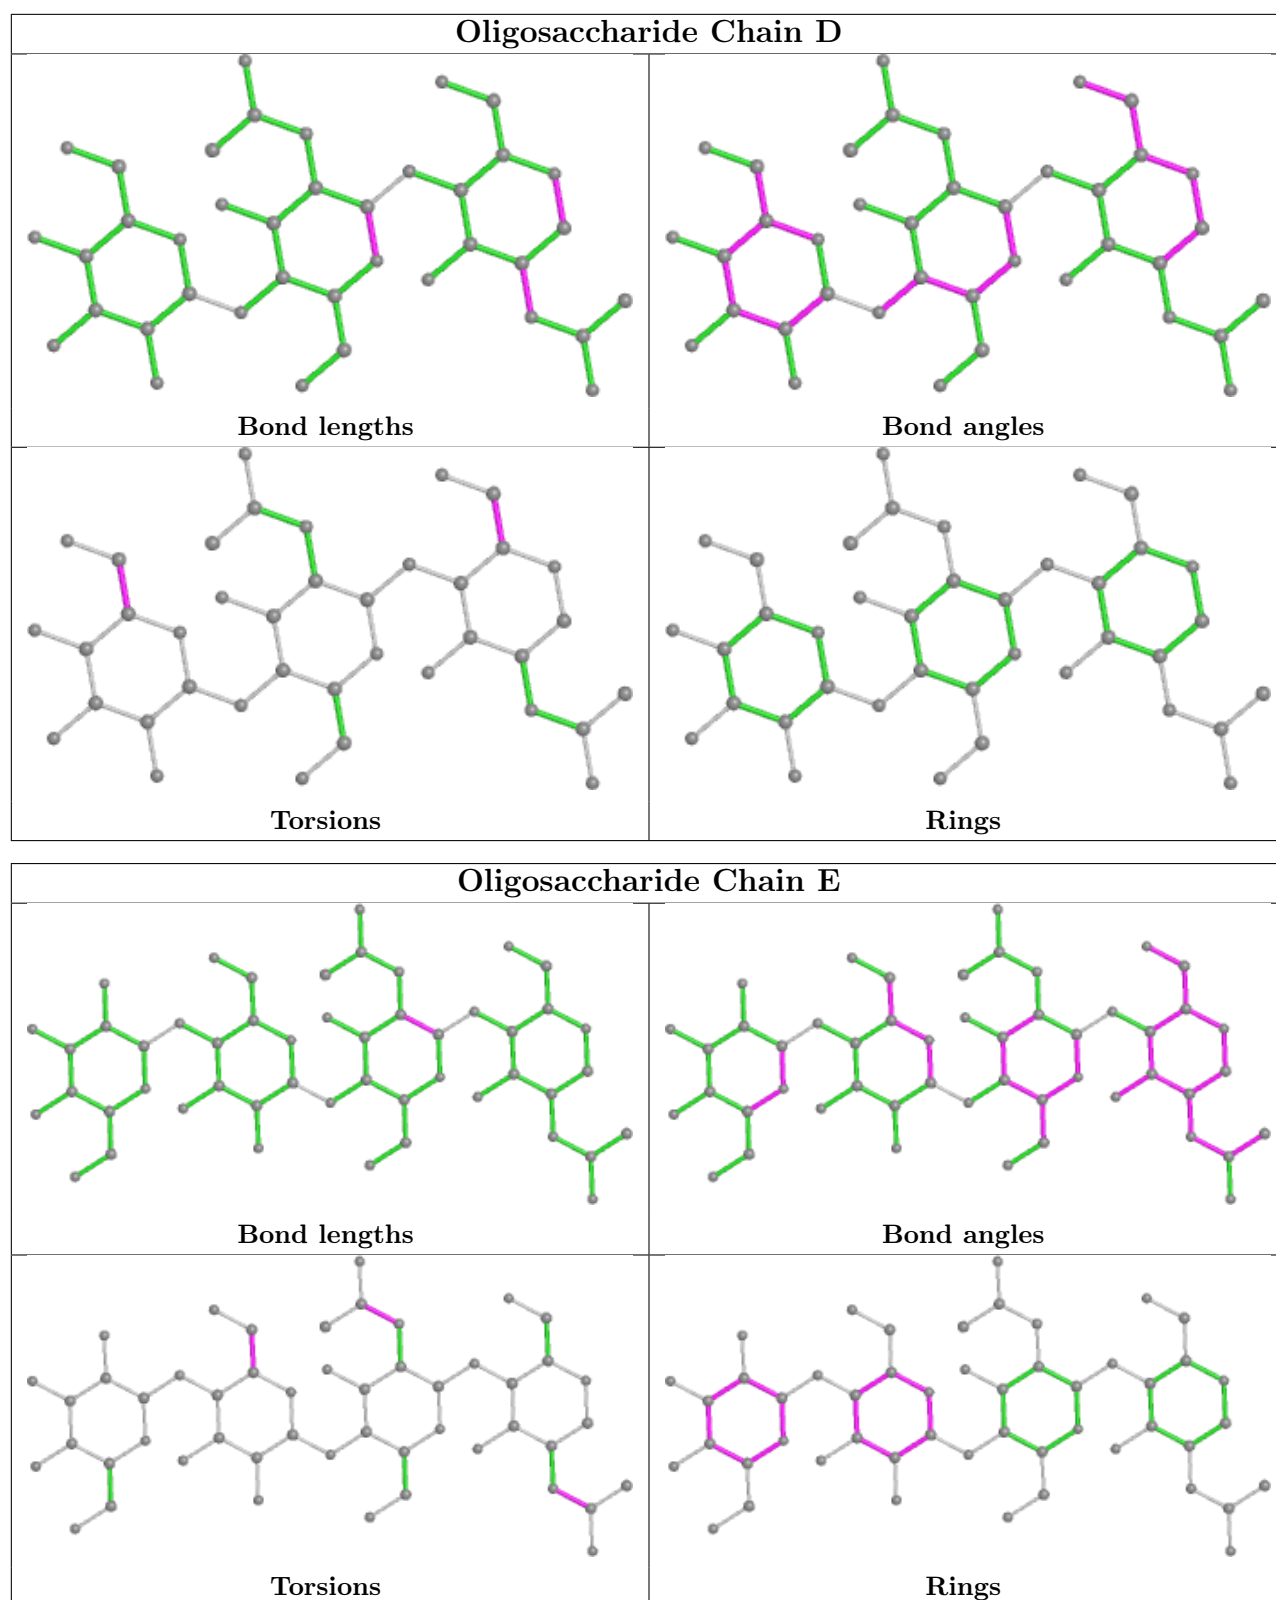 Oligosaccharide Chain D
Bond lengths
Bond angles
Torsions
Rings
Oligosaccharide Chain E
Bond lengths
Bond angles
Torsions
Rings